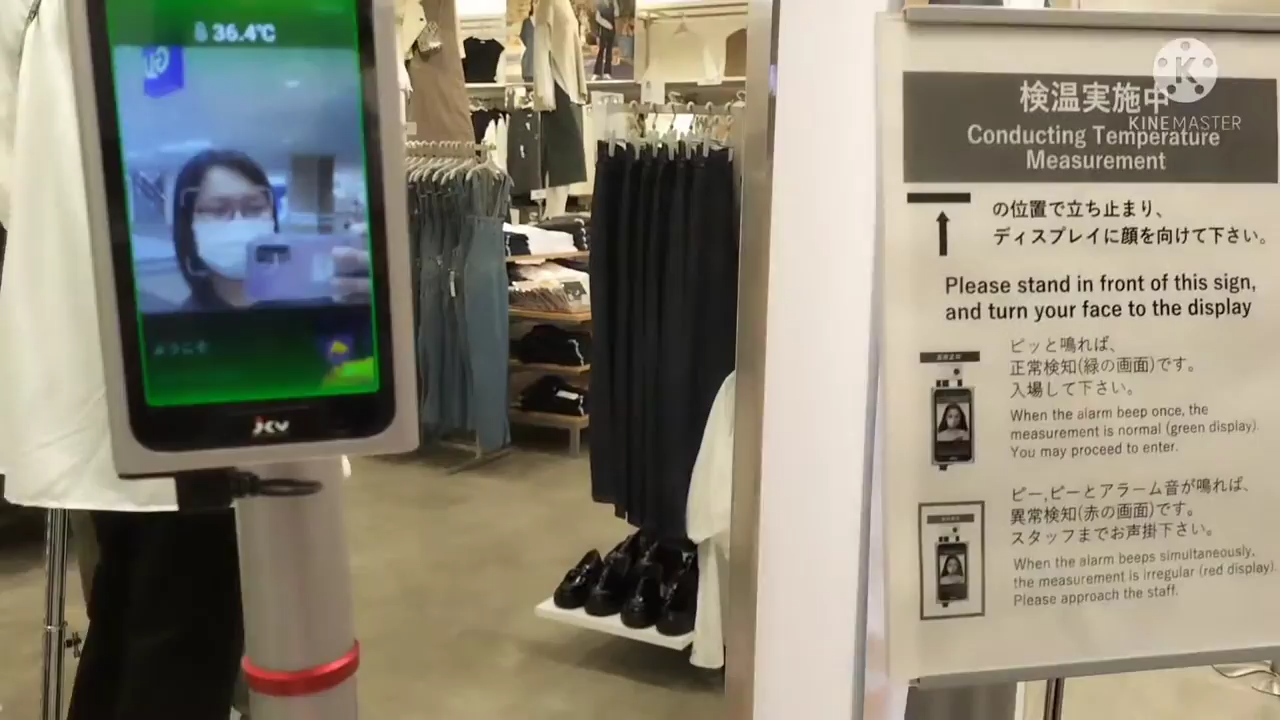 36.4℃
GU
ようこそ
JCV
KINEMASTER
検温実施中
Conducting Temperature
Measurement
の位置で立ち止まり、
ディスプレイに顔を向けて下さい。
Please stand in front of this sign,
and turn your face to the display
ピッと鳴れば、
正常検知(緑の画面)です。
入場して下さい。
When the alarm beep once, the
measurement is normal (green display).
You may proceed to enter.
ピー,ピーとアラーム音が鳴れば、
異常検知(赤の画面)です。
スタッフまでお声掛下さい。
When the alarm beeps simultaneously,
the measurement is irregular (red display).
Please approach the staff.